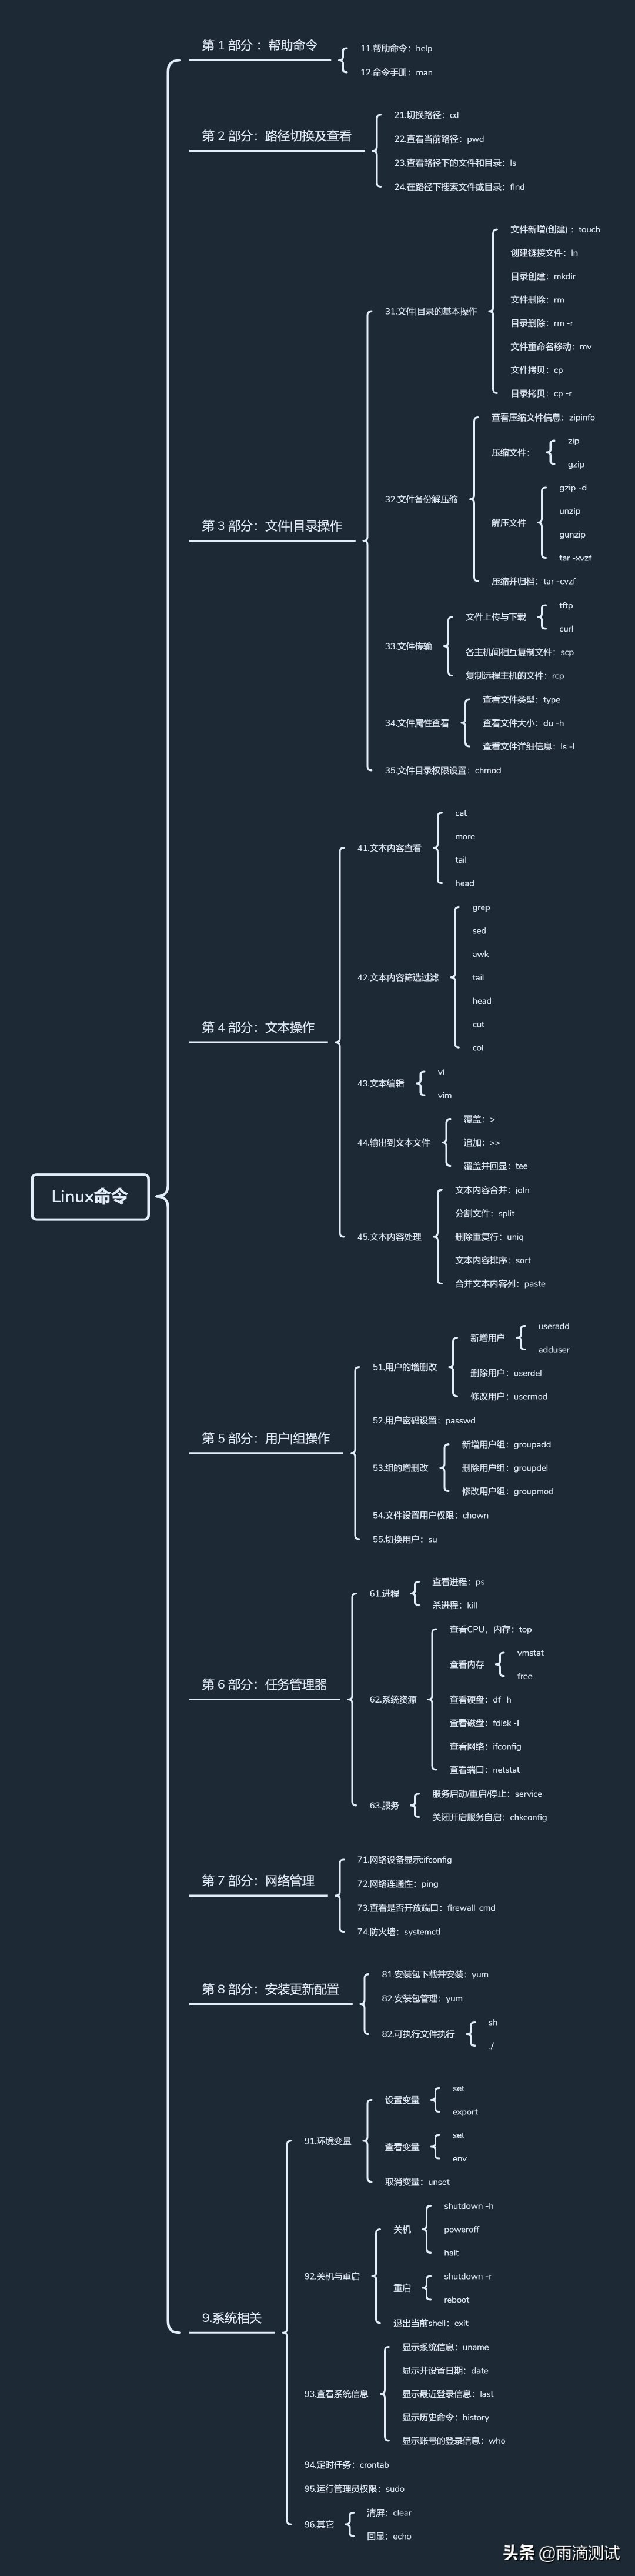 Linux命令
第 1 部分 ：帮助命令
11.帮助命令：help
12.命令手册：man
第 2 部分：路径切换及查看
21.切换路径：cd
22.查看当前路径：pwd
23.查看路径下的文件和目录：ls
24.在路径下搜索文件或目录：find
第 3 部分：文件|目录操作
31.文件|目录的基本操作
文件新增(创建) ：touch
创建链接文件：ln
目录创建：mkdir
文件删除：rm
目录删除：rm -r
文件重命名移动：mv
文件拷贝：cp
目录拷贝：cp -r
32.文件备份解压缩
查看压缩文件信息：zipinfo
压缩文件：
zip
gzip
解压文件
gzip -d
unzip
gunzip
tar -xvzf
压缩并归档：tar -cvzf
33.文件传输
文件上传与下载
tftp
curl
各主机间相互复制文件：scp
复制远程主机的文件：rcp
34.文件属性查看
查看文件类型：type
查看文件大小：du -h
查看文件详细信息：ls -l
35.文件目录权限设置：chmod
第 4 部分：文本操作
41.文本内容查看
cat
more
tail
head
42.文本内容筛选过滤
grep
sed
awk
tail
head
cut
col
43.文本编辑
vi
vim
44.输出到文本文件
覆盖：>
追加：>>
覆盖并回显：tee
45.文本内容处理
文本内容合并：joln
分割文件：split
删除重复行：uniq
文本内容排序：sort
合并文本内容列：paste
第 5 部分：用户|组操作
51.用户的增删改
新增用户
useradd
adduser
删除用户：userdel
修改用户：usermod
52.用户密码设置：passwd
53.组的增删改
新增用户组：groupadd
删除用户组：groupdel
修改用户组：groupmod
54.文件设置用户权限：chown
55.切换用户：su
第 6 部分：任务管理器
61.进程
查看进程：ps
杀进程：kill
62.系统资源
查看CPU，内存：top
查看内存
vmstat
free
查看硬盘：df -h
查看磁盘：fdisk -l
查看网络：ifconfig
查看端口：netstat
63.服务
服务启动/重启/停止：service
关闭开启服务自启：chkconfig
第 7 部分：网络管理
71.网络设备显示:ifconfig
72.网络连通性：ping
73.查看是否开放端口：firewall-cmd
74.防火墙：systemctl
第 8 部分：安装更新配置
81.安装包下载并安装：yum
82.安装包管理：yum
82.可执行文件执行
sh
./
9.系统相关
91.环境变量
设置变量
set
export
查看变量
set
env
取消变量：unset
92.关机与重启
关机
shutdown -h
poweroff
halt
重启
shutdown -r
reboot
退出当前shell：exit
93.查看系统信息
显示系统信息：uname
显示并设置日期：date
显示最近登录信息：last
显示历史命令：history
显示账号的登录信息：who
94.定时任务：crontab
95.运行管理员权限：sudo
96.其它
清屏：clear
回显：echo
头条 @雨滴测试